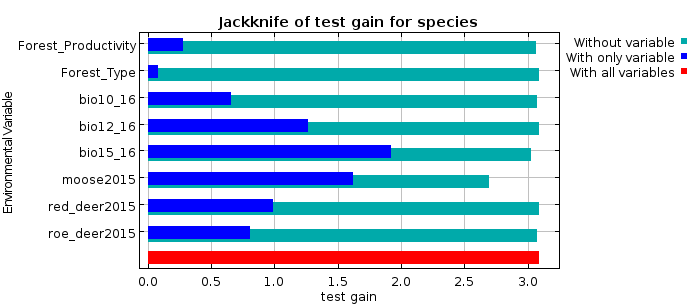 Jackknife of test gain for species
Forest_Productivity
Forest_Type
bio10_16
bio12_16
bio15_16
moose2015
red_deer2015
roe_deer2015
Environmental Variable
0.0 0.5 1.0 1.5 2.0 2.5 3.0
test gain
Without variable
With only variable
With all variables